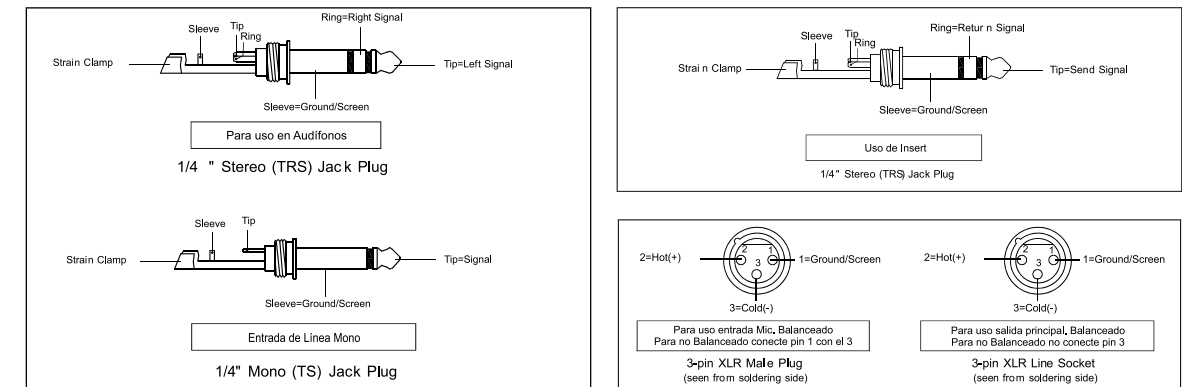 Ring=Right Signal
Sleeve
Tip
Ring
Strain Clamp
Tip=Left Signal
Sleeve=Ground/Screen
Para uso en Audífonos
1/4 " Stereo (TRS) Jack Plug
Sleeve
Tip
Strain Clamp
Tip=Signal
Sleeve=Ground/Screen
Entrada de Línea Mono
1/4" Mono (TS) Jack Plug
Ring=Retur n Signal
Sleeve
Tip
Ring
Strai n Clamp
Tip=Send Signal
Sleeve=Ground/Screen
Uso de Insert
1/4" Stereo (TRS) Jack Plug
2=Hot(+)
2
1
3
1=Ground/Screen
3=Cold(-)
Para uso entrada Mic. Balanceado
Para no Balanceado conecte pin 1 con el 3
3-pin XLR Male Plug
(seen from soldering side)
2=Hot(+)
2
1
3
1=Ground/Screen
3=Cold(-)
Para uso salida principal. Balanceado
Para no Balanceado no conecte pin 3
3-pin XLR Line Socket
(seen from soldering side)